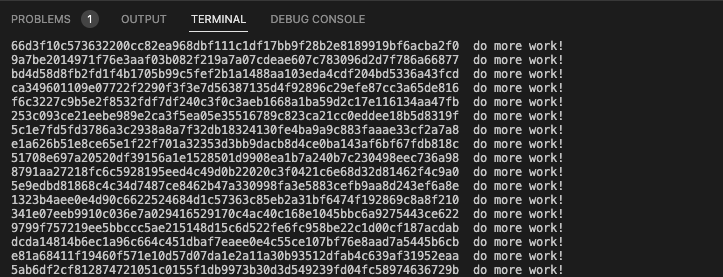 PROBLEMS 1 OUTPUT TERMINAL DEBUG CONSOLE
66d3f10c573632200cc82ea968dbf111c1df17bb9f28b2e8189919bf6acba2f0 do more work!
9a7be2014971f76e3aaf03b082f219a7a07cdeae607c783096d2d7f786a66877 do more work!
bd4d58d8fb2fd1f4b1705b99c5fef2b1a1488aa103eda4cdf204bd5336a43fcd do more work!
ca349601109e07722f2290f3f3e7d56387135d4f92896c29efe87cc3a65de816 do more work!
f6c3227c9b5e2f8532fdf7df240c3f0c3aeb1668a1ba59d2c17e116134aa47fb do more work!
253c093ce21eebe989e2ca3f5ea05e35516789c823ca21cc0eddee18b5d8319f do more work!
5c1e7fd5fd3786a3c2938a8a7f32db18324130fe4ba9a9c883faaae33cf2a7a8 do more work!
e1a626b51e8ce65e1f22f701a32353d3bb9dacb8d4ce0ba143af6bf67fdb818c do more work!
51708e697a20520df39156a1e1528501d9908ea1b7a240b7c230498eec736a98 do more work!
8791aa27218fc6c5928195eed4c49d0b22020c3f0421c6e68d32d81462f4c9a0 do more work!
5e9edbd81868c4c34d7487ce8462b47a330998fa3e5883cefb9aa8d243ef6a8e do more work!
1323b4aee0e4d90c6622524684d1c57363c85eb2a31bf6474f192869c8a8f210 do more work!
341e07eeb9910c036e7a029416529170c4ac40c168e1045bbc6a9275443ce622 do more work!
9799f757219ee5bbccc5ae215148d15c6d522fe6fc958be22c1d00cf187acdab do more work!
dcda14814b6ec1a96c664c451dbaf7eaee0e4c55ce107bf76e8aad7a5445b6cb do more work!
e81a68411f19460f571e10d57d07da1e2a11a30b93512dfab4c639af31952eaa do more work!
5ab6df2cf812874721051c0155f1db9973b30d3d549239fd04fc58974636729b do more work!